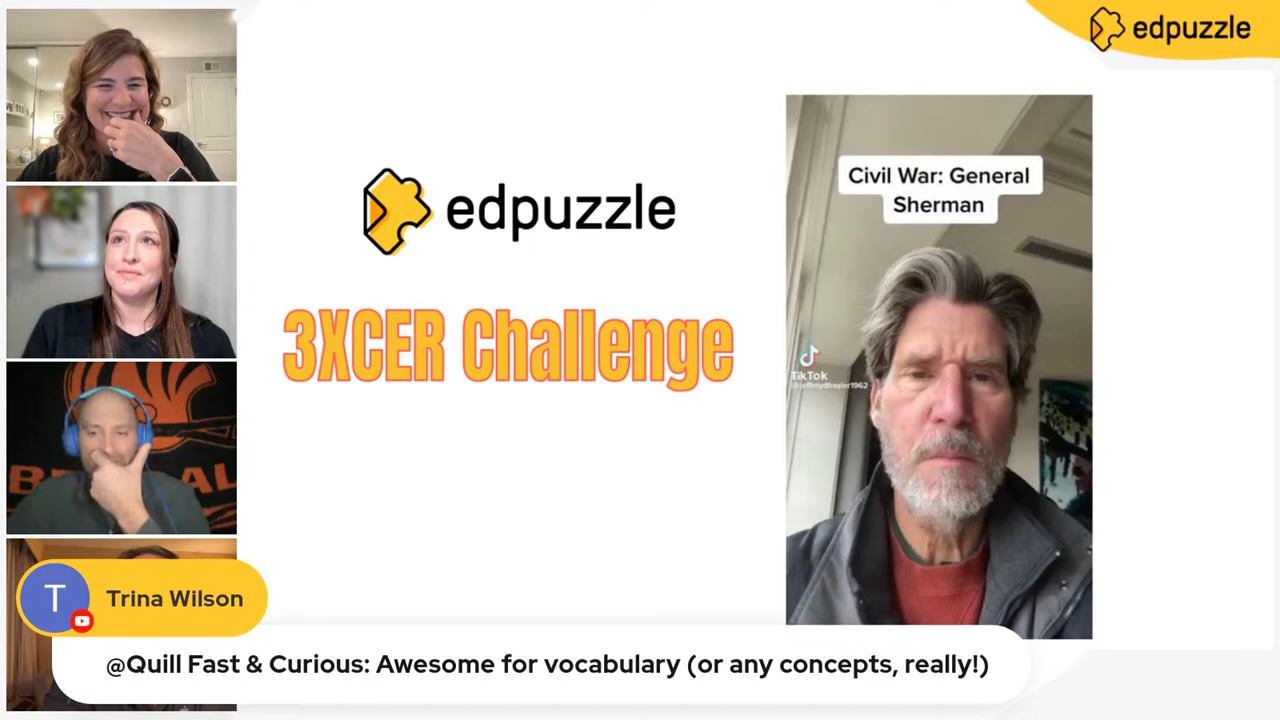 edpuzzle
Civil War: General
Sherman
edpuzzle
3XCER Challenge
TikTok
T
Trina Wilson
@Quill Fast & Curious: Awesome for vocabulary (or any concepts, really!)